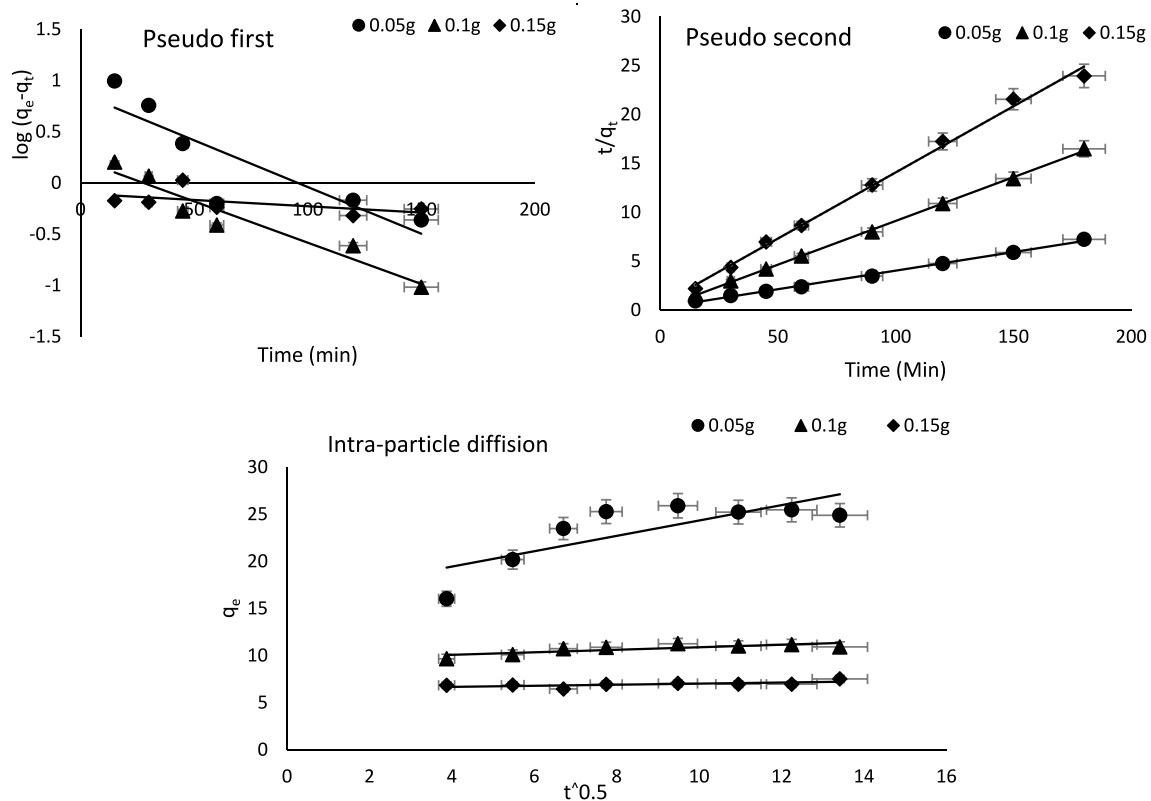 Pseudo first
0.05g 0.1g 0.15g
log (qe-qt)
1.5
1
0.5
0
-0.5
-1
-1.5
0 50 100 150 200
Time (min)
Pseudo second
0.05g 0.1g 0.15g
t/qt
30
25
20
15
10
5
0
0 50 100 150 200
Time (Min)
Intra-particle diffision
0.05g 0.1g 0.15g
qe
30
25
20
15
10
5
0
0 2 4 6 8 10 12 14 16
t^0.5